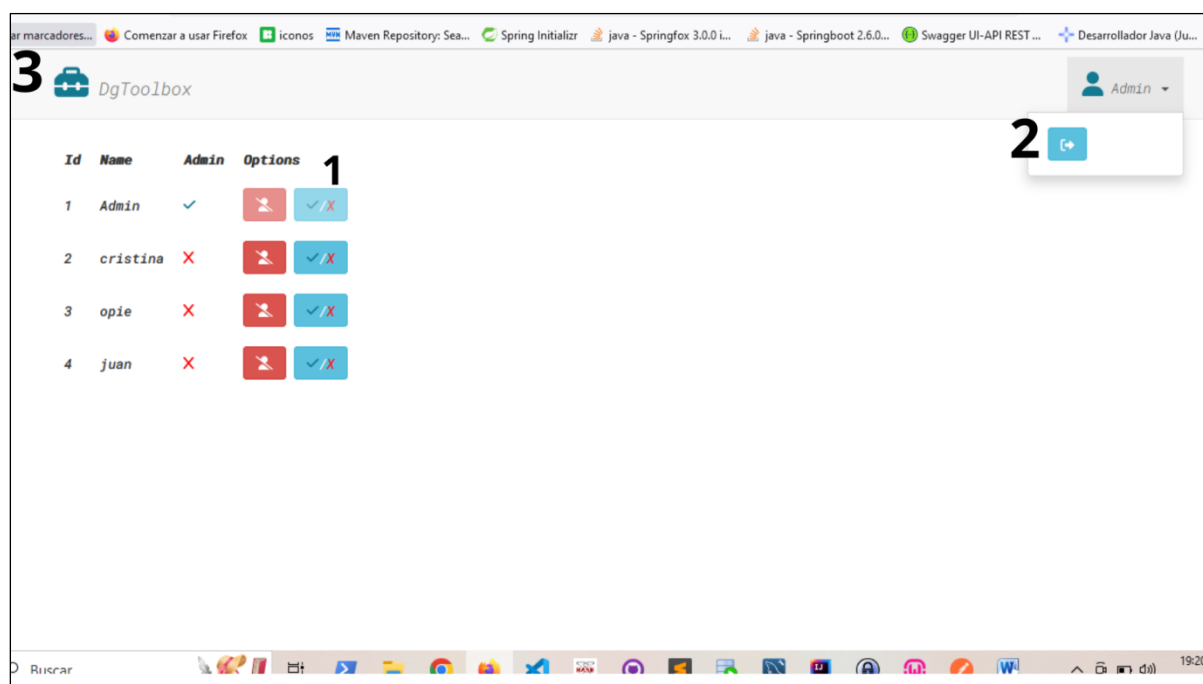 ar marcadores... Comenzar a usar Firefox iconos Maven Repository: Sea... Spring Initializr java - Springfox 3.0.0 i... java - Springboot 2.6.0... Swagger UI-API REST ... Desarrollador Java (Ju...
3 DgToolbox Admin
2
Id Name Admin Options
1
1 Admin ✓ ✓/X
2 cristina X ✓/X
3 opie X ✓/X
4 juan X ✓/X
Buscar 19:20